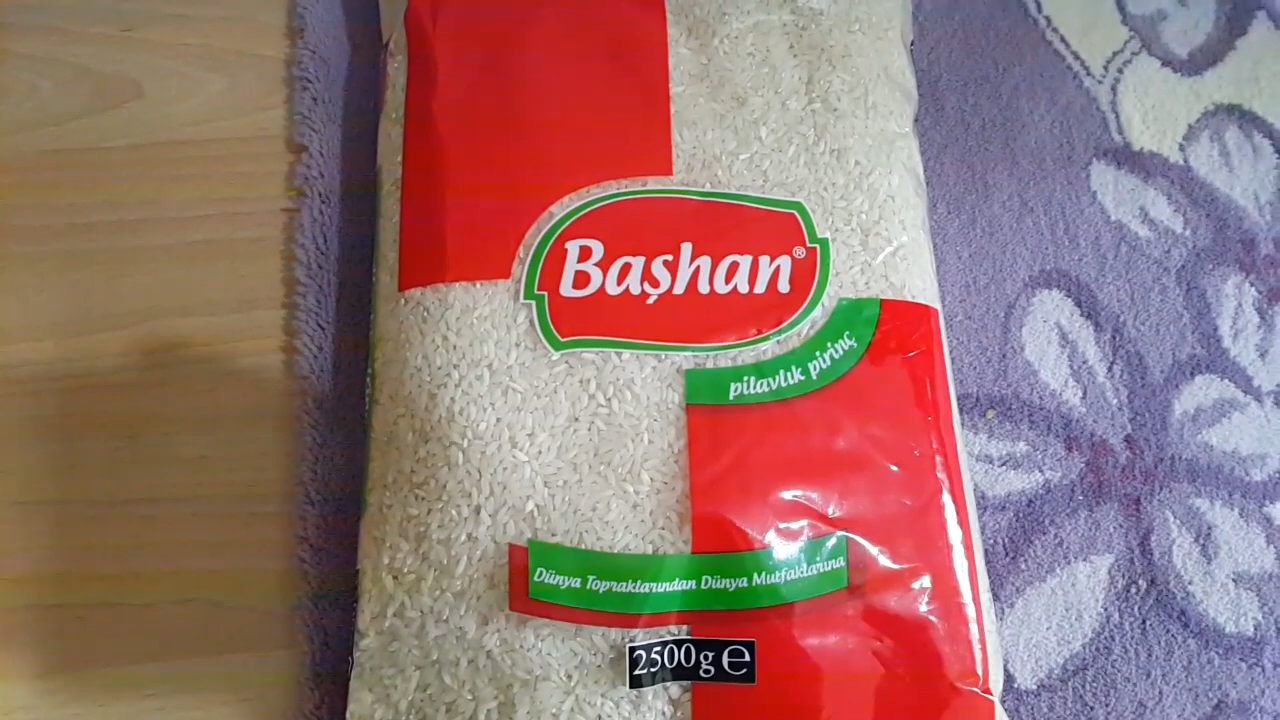 Başhan®
pilavlık pirinç
Dünya Topraklarından Dünya Mutfaklarına
2500g℮